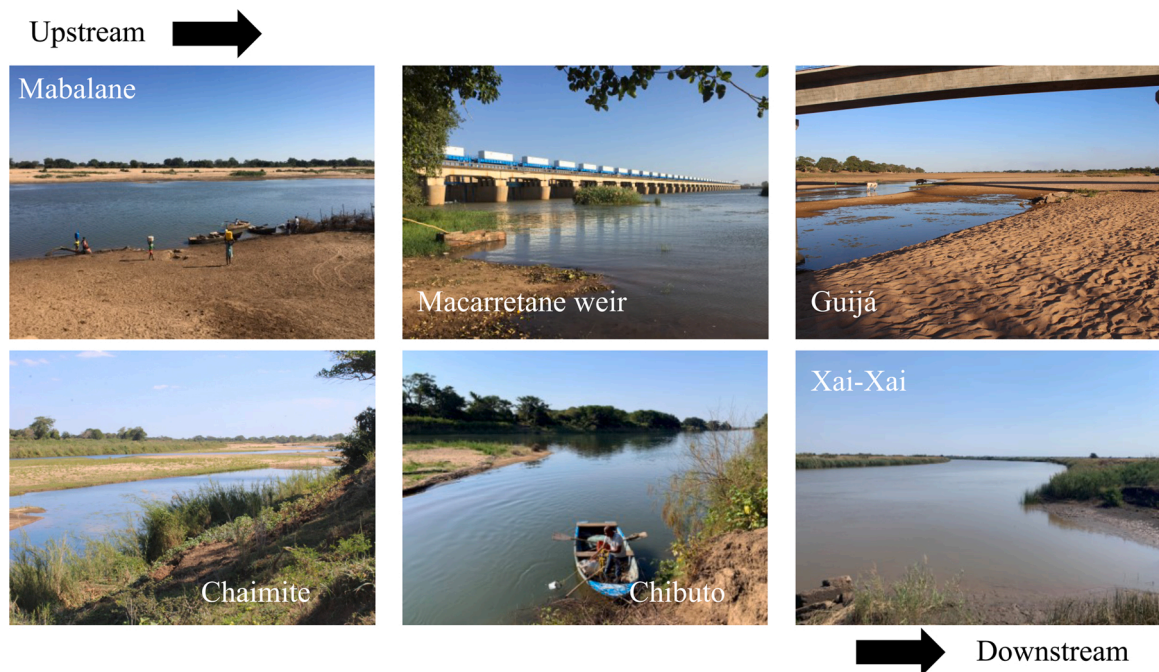 Upstream
Mabalane
Macarretane weir
Guijá
Chaimite
Chibuto
Xai-Xai
Downstream